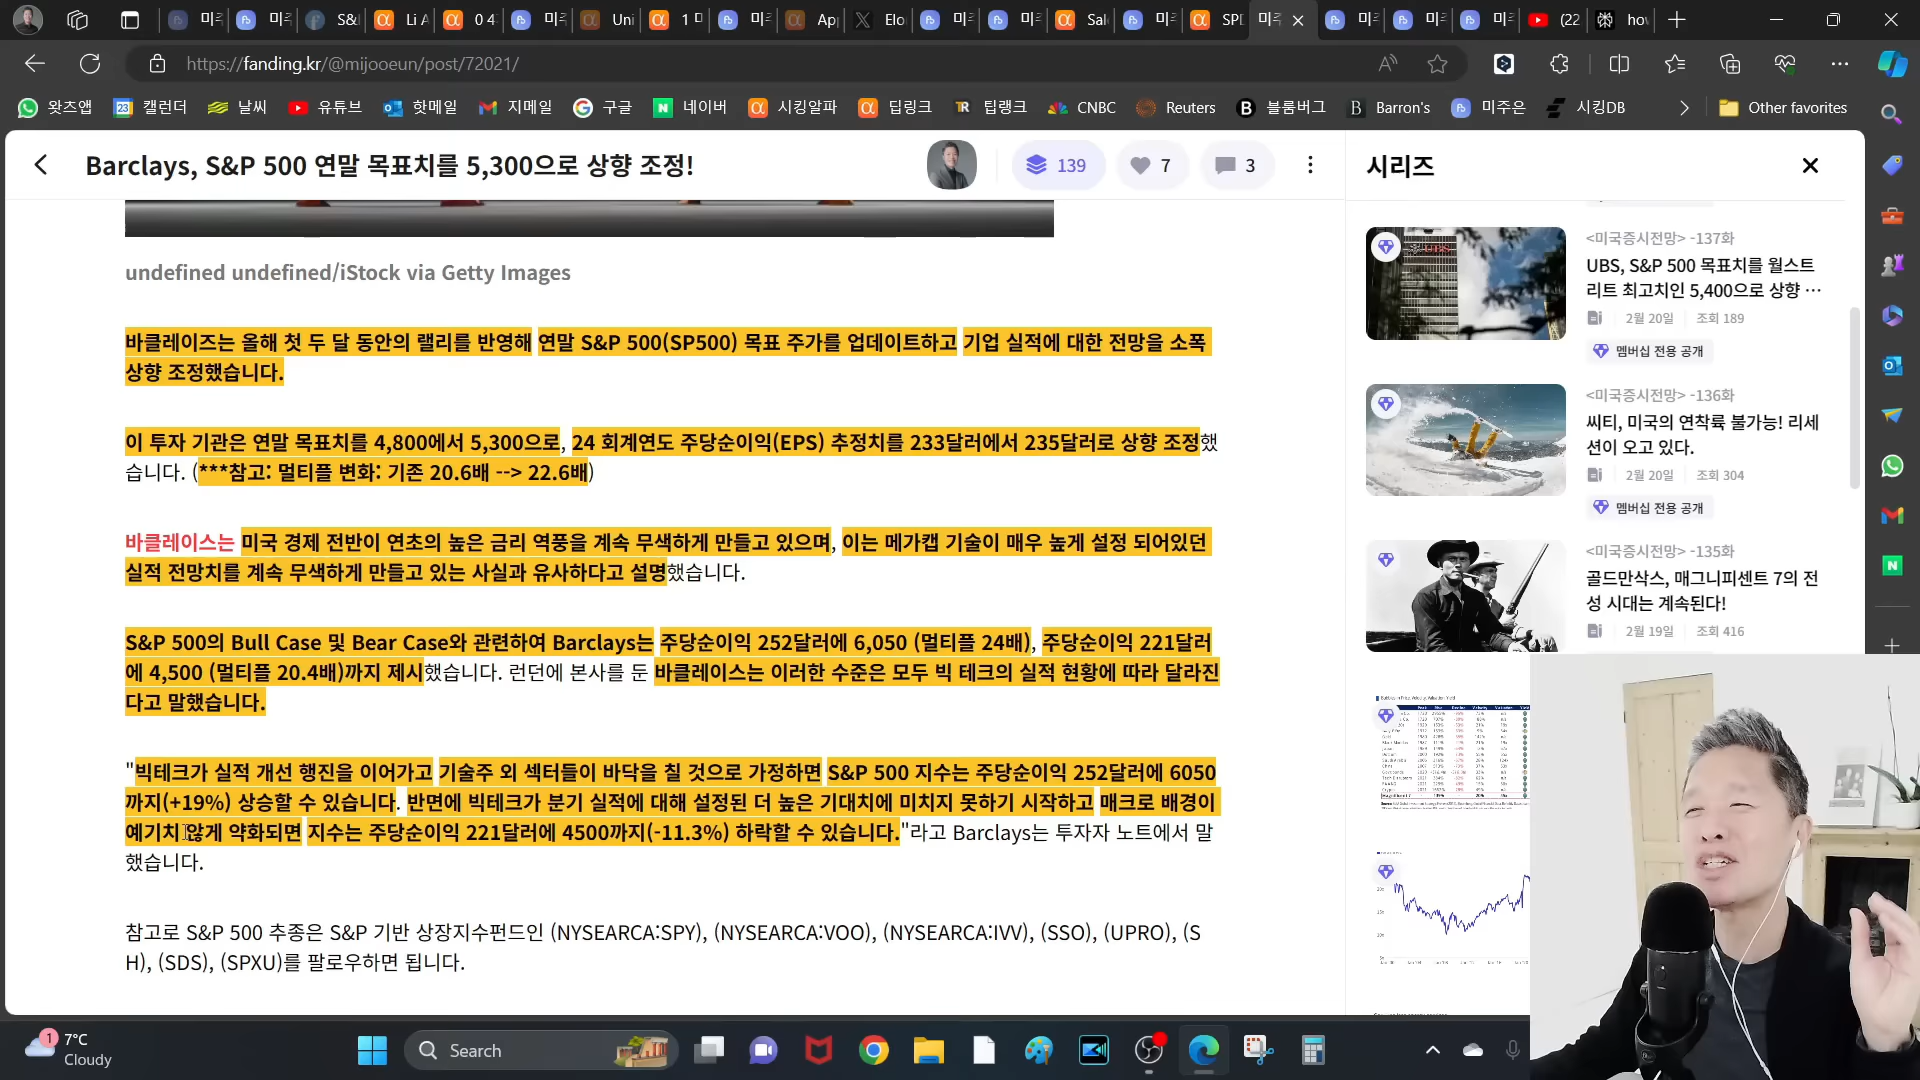 미국
S&
Li A
0 4
Uni
1 미
Ap
Elo
Sal
SPI
(22
hov
https://fanding.kr/@mijooeun/post/72021/
왓츠앱
캘린더
날씨
유튜브
핫메일
지메일
구글
네이버
시킹알파
딥링크
팁랭크
CNBC
Reuters
블룸버그
Barron's
미주은
시킹DB
Other favorites
Barclays, S&P 500 연말 목표치를 5,300으로 상향 조정!
139
7
3
undefined undefined/iStock via Getty Images
바클레이즈는 올해 첫 두 달 동안의 랠리를 반영해 연말 S&P 500(SP500) 목표 주가를 업데이트하고 기업 실적에 대한 전망을 소폭
상향 조정했습니다.
이 투자 기관은 연말 목표치를 4,800에서 5,300으로, 24 회계연도 주당순이익(EPS) 추정치를 233달러에서 235달러로 상향 조정했
습니다. (***참고: 멀티플 변화: 기존 20.6배 --> 22.6배)
바클레이스는 미국 경제 전반이 연초의 높은 금리 역풍을 계속 무색하게 만들고 있으며, 이는 메가캡 기술이 매우 높게 설정 되어있던
실적 전망치를 계속 무색하게 만들고 있는 사실과 유사하다고 설명했습니다.
S&P 500의 Bull Case 및 Bear Case와 관련하여 Barclays는 주당순이익 252달러에 6,050 (멀티플 24배), 주당순이익 221달러
에 4,500 (멀티플 20.4배)까지 제시했습니다. 런던에 본사를 둔 바클레이스는 이러한 수준은 모두 빅 테크의 실적 현황에 따라 달라진
다고 말했습니다.
"빅테크가 실적 개선 행진을 이어가고 기술주 외 섹터들이 바닥을 칠 것으로 가정하면 S&P 500 지수는 주당순이익 252달러에 6050
까지(+19%) 상승할 수 있습니다. 반면에 빅테크가 분기 실적에 대해 설정된 더 높은 기대치에 미치지 못하기 시작하고 매크로 배경이
예기치 않게 약화되면 지수는 주당순이익 221달러에 4500까지(-11.3%) 하락할 수 있습니다."라고 Barclays는 투자자 노트에서 말
했습니다.
참고로 S&P 500 추종은 S&P 기반 상장지수펀드인 (NYSEARCA:SPY), (NYSEARCA:VOO), (NYSEARCA:IVV), (SSO), (UPRO), (S
H), (SDS), (SPXU)를 팔로우하면 됩니다.
시리즈
<미국증시전망> -137화
UBS, S&P 500 목표치를 월스트
리트 최고치인 5,400으로 상향 …
2월 20일
조회 189
멤버십 전용 공개
<미국증시전망> -136화
씨티, 미국의 연착륙 불가능! 리세
션이 오고 있다.
2월 20일
조회 304
멤버십 전용 공개
<미국증시전망> -135화
골드만삭스, 매그니피센트 7의 전
성 시대는 계속된다!
2월 19일
조회 416
1
7°C
Cloudy
Search